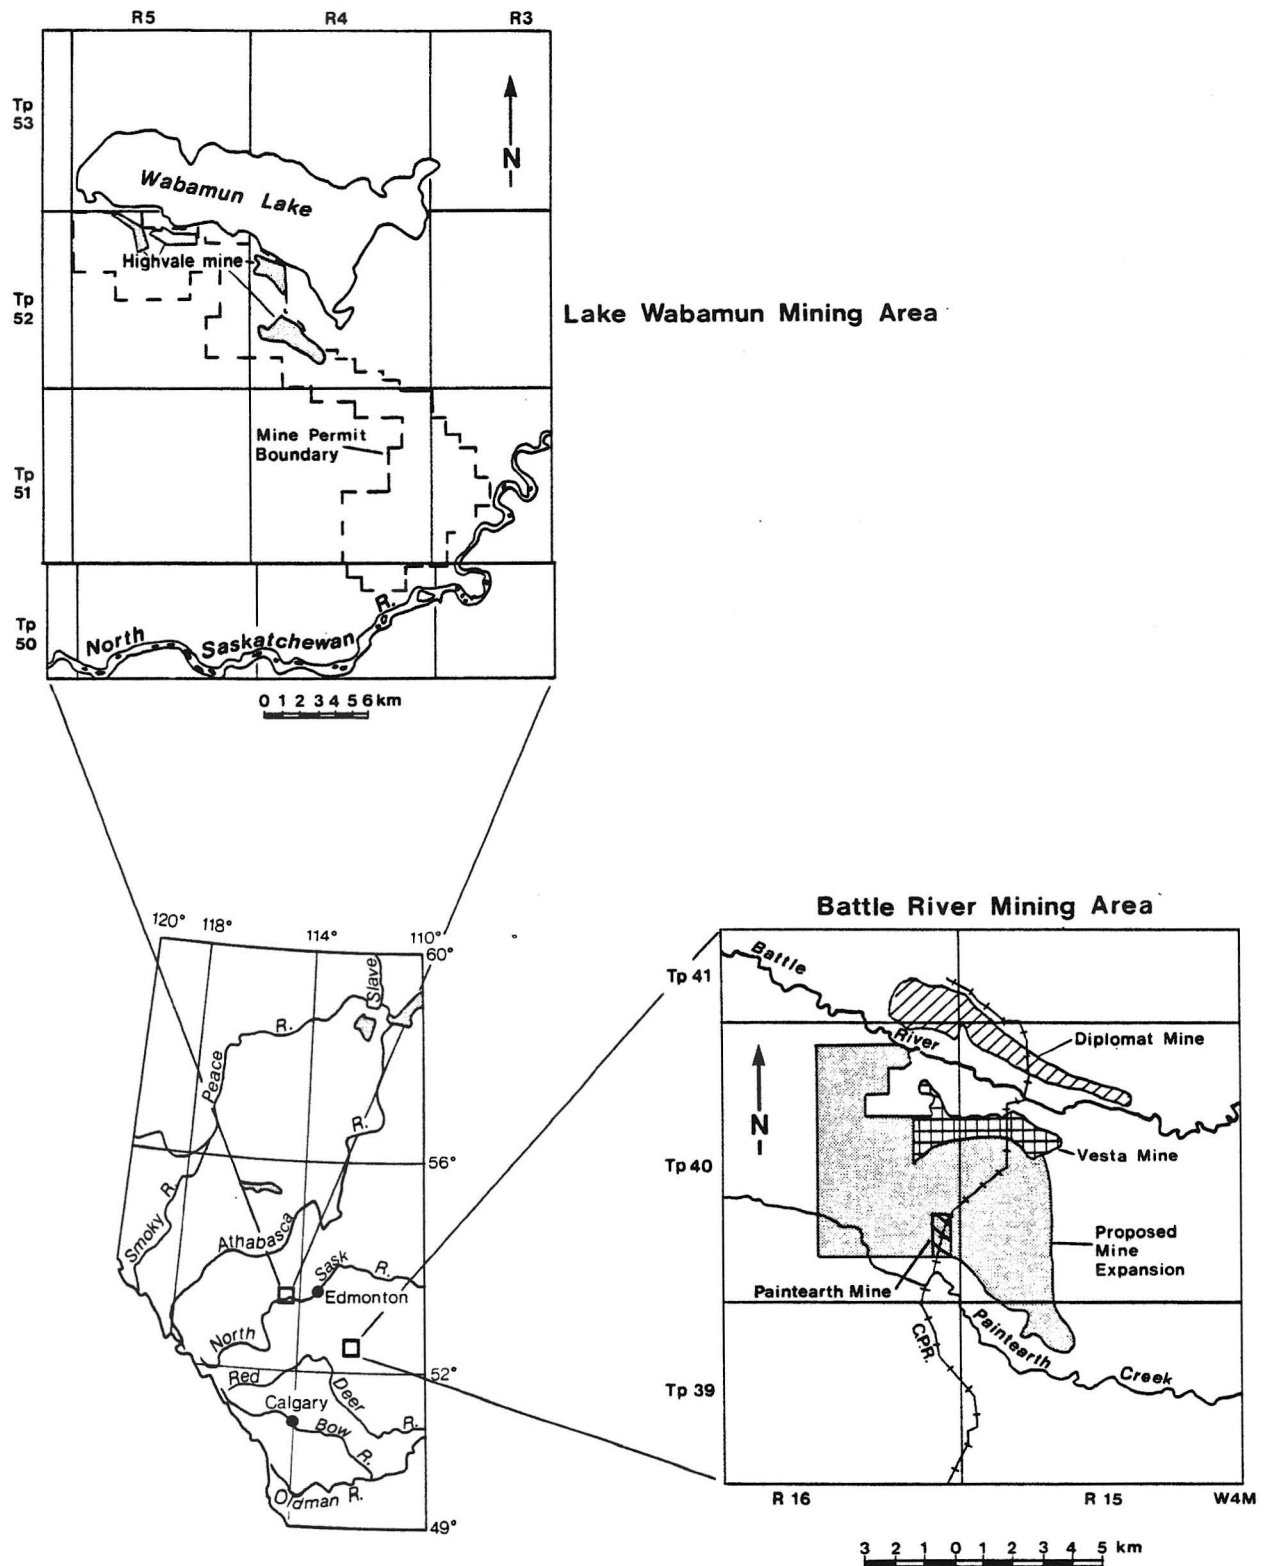 R5 R4 R3
Tp
53
N
Wabamun Lake
Highvale mine
Tp
52
Lake Wabamun Mining Area
Mine Permit
Boundary
Tp
51
R.
Tp
50
North Saskatchewan
0 1 2 3 4 5 6 km
120° 118° 114° 110°
60°
Slave
R.
Peace
R.
56°
Smoky R.
Athabasca
Sask R.
Edmonton
North
52°
Red
Deer
Calgary
Bow
R.
R.
Oldman R.
49°
Battle River Mining Area
Battle
Tp 41
River
Diplomat Mine
N
Tp 40
Vesta Mine
Proposed
Mine
Expansion
Paintearth Mine
C.P.R.
Paintearth
Creek
Tp 39
R 16 R 15 W4M
3 2 1 0 1 2 3 4 5 km